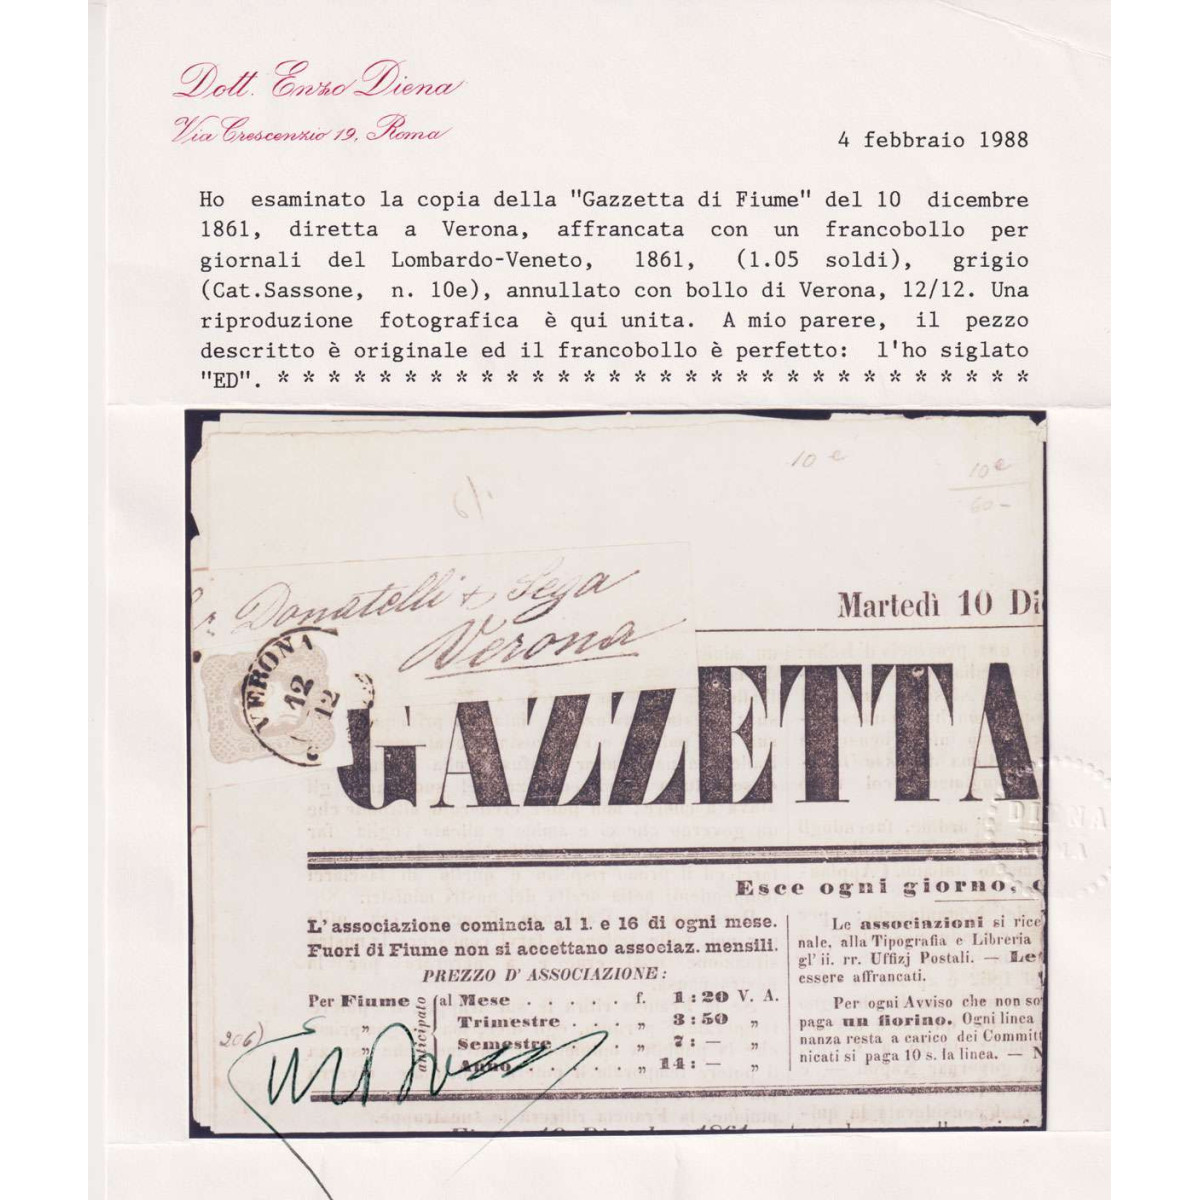 Dott. Enzo Diena
Via Crescenzio 19, Roma
4 febbraio 1988
Ho esaminato la copia della "Gazzetta di Fiume" del 10 dicembre
1861, diretta a Verona, affrancata con un francobollo per
giornali del Lombardo-Veneto, 1861, (1.05 soldi), grigio
(Cat.Sassone, n. 10e), annullato con bollo di Verona, 12/12. Una
riproduzione fotografica è qui unita. A mio parere, il pezzo
descritto è originale ed il francobollo è perfetto: l'ho siglato
"ED". * * * * * * * * * * * * * * * * * * * * * * * * * * * * * *
10 e
10 e
60-
Donatelli & Sega
Verona
Martedì 10 Di
VERONA
12
12
GAZZETTA
DIENA
Esce ogni giorno,
L'associazione comincia al 1. e 16 di ogni mese.
Fuori di Fiume non si accettano associaz. mensili.
PREZZO D'ASSOCIAZIONE:
Per Fiume anticipato al Mese . . . . . f. 1:20 V. A.
" Trimestre . . . " 3:50 "
" Semestre . . . " 7: — "
Anno . . . . " 14: — "
206)
Le associazioni si rice
nale, alla Tipografia e Libreria
gl' ii. rr. Uffizj Postali. — Let
essere affrancati.
Per ogni Avviso che non so
paga un fiorino. Ogni linea
nanza resta a carico dei Committ
nicati si paga 10 s. la linea. — N